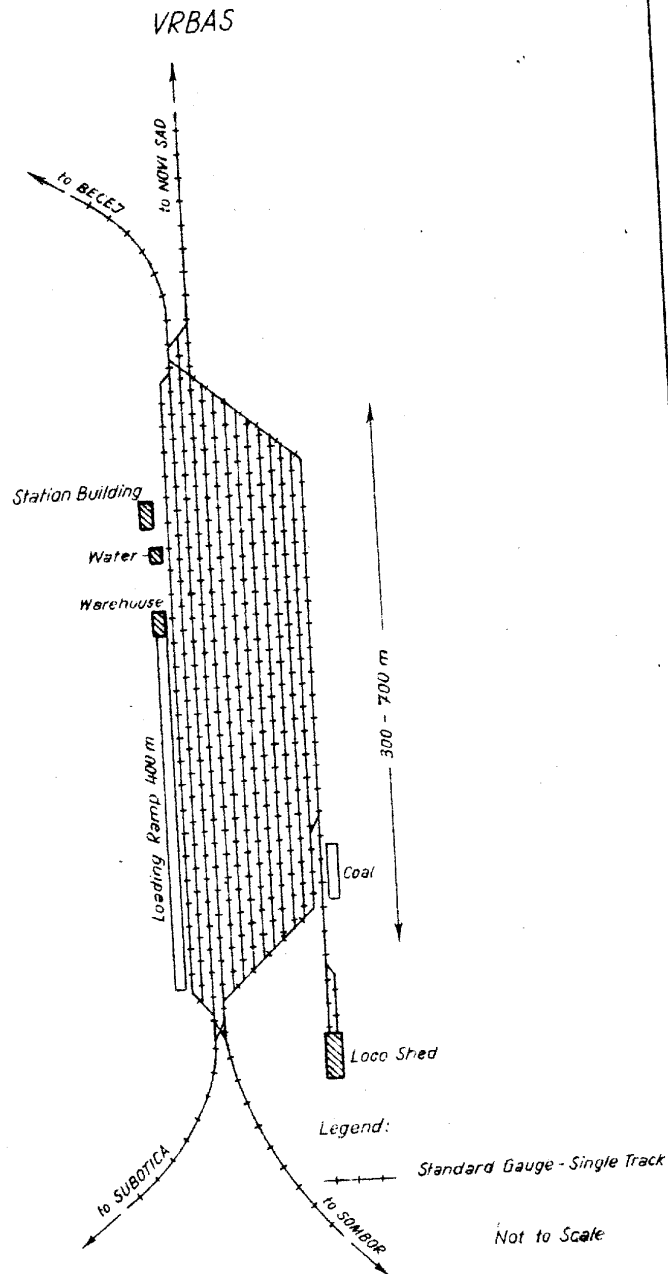 VRBAS
to NOVI SAD
to BECEJ
Station Building
Water
Warehouse
Loading Ramp 400 m
300 - 700 m
Coal
Loco Shed
Legend:
Standard Gauge - Single Track
to SUBOTICA
to SOMBOR
Not to Scale